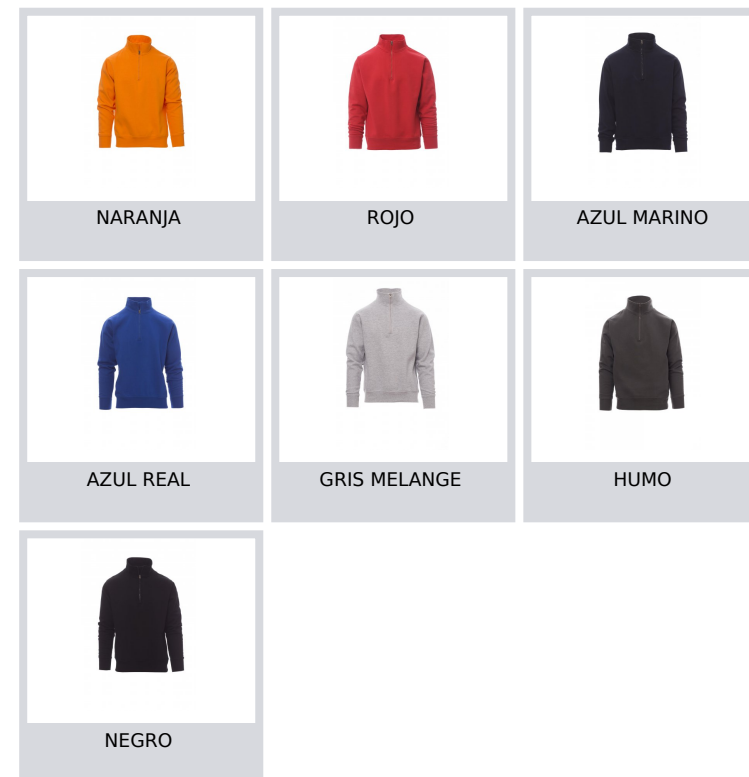 NARANJA
ROJO
AZUL MARINO
AZUL REAL
GRIS MELANGE
HUMO
NEGRO